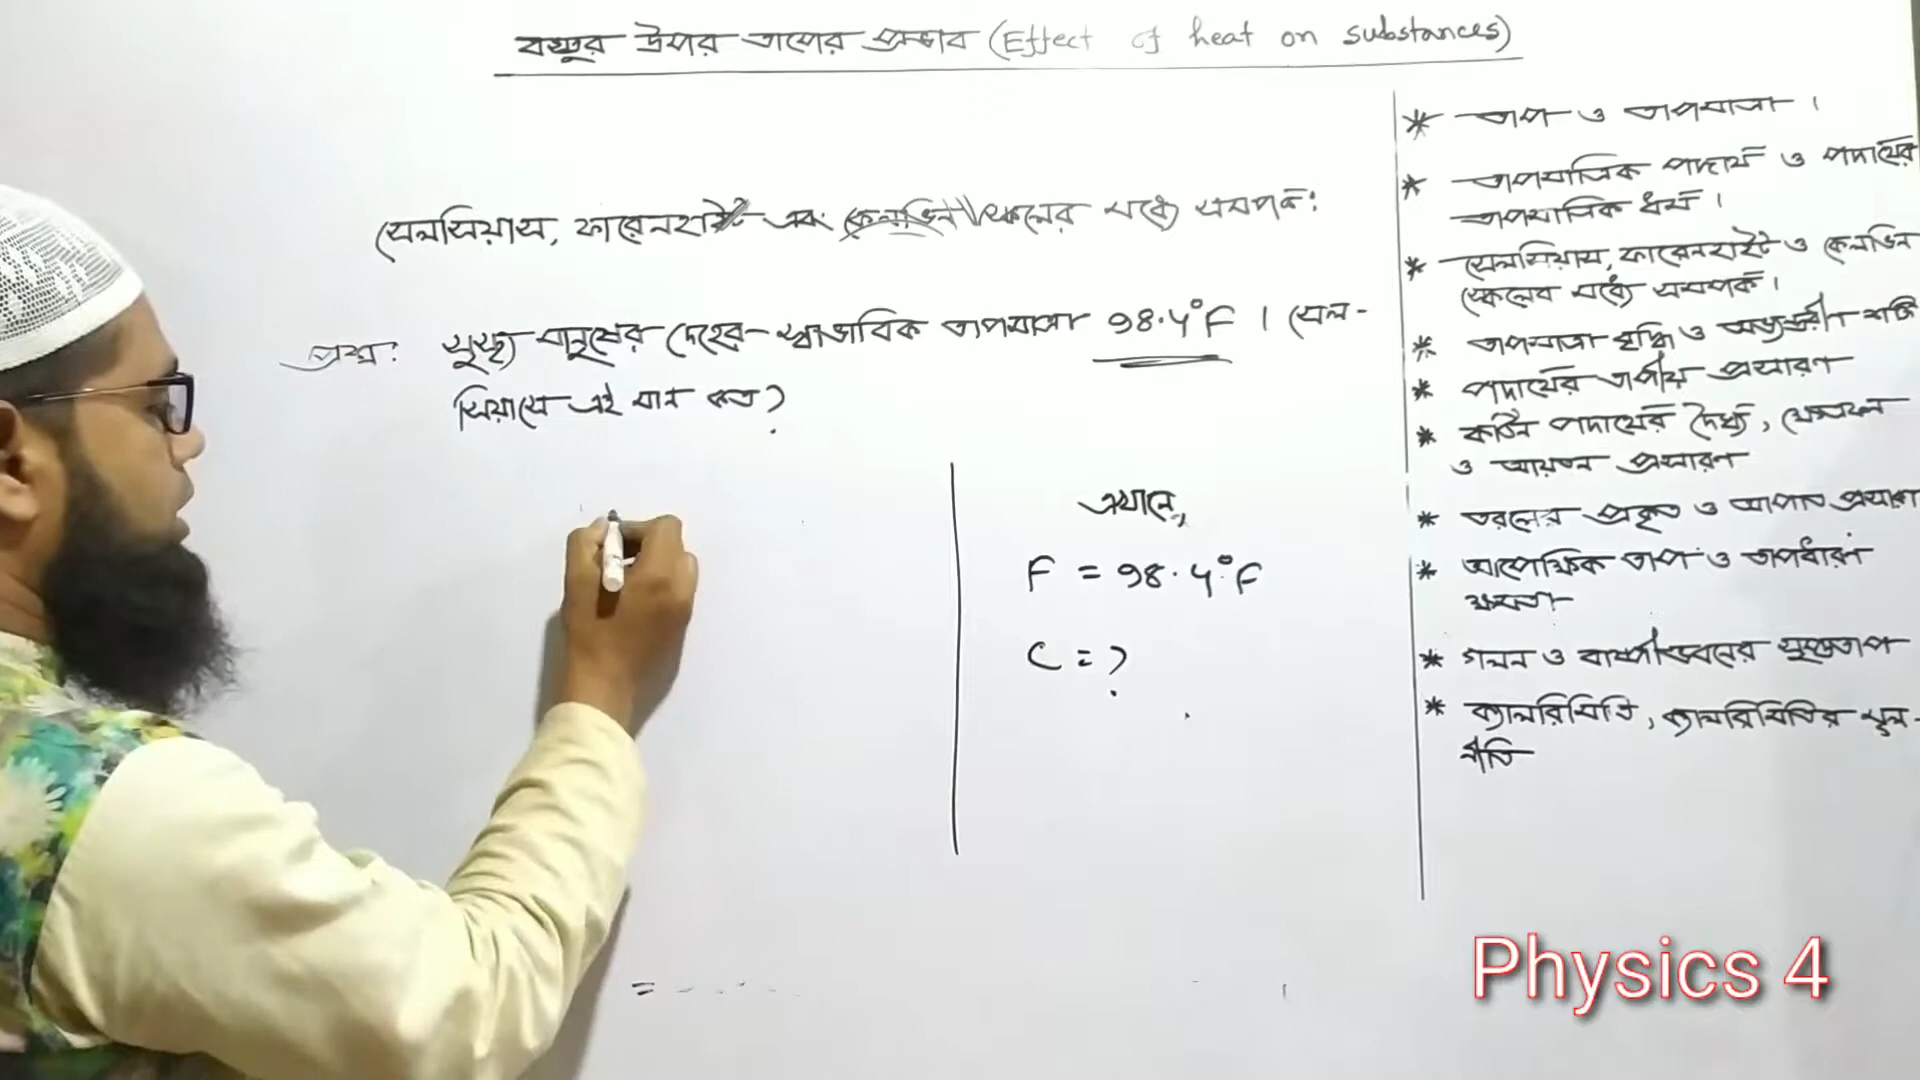 বস্তুর উপর তাপের প্রভাব (Effect of heat on substances)
সেলসিয়াস, ফারেনহাইট এবং কেলভিন স্কেলের মধ্যে সম্পর্ক:
প্রশ্ন: সুস্থ্য মানুষের দেহের স্বাভাবিক তাপমাত্রা 98.4°F । সেল-
সিয়াসে এই মান কত?
এখানে,
F = 98.4°F
C = ?
=
* তাপ ও তাপমাত্রা ।
* তাপমাত্রিক পদার্থ ও পদার্থের
তাপমাত্রিক ধর্ম ।
* সেলসিয়াস, ফারেনহাইট ও কেলভিন
স্কেলের মধ্যে সম্পর্ক ।
* তাপমাত্রা বৃদ্ধি ও অভ্যন্তরীণ শক্তি
* পদার্থের তাপীয় প্রসারণ
* কঠিন পদার্থের দৈর্ঘ্য, ক্ষেত্রফল
ও আয়তন প্রসারণ
* তরলের প্রকৃত ও আপাত প্রসারণ
* আপেক্ষিক তাপ ও তাপধারণ
ক্ষমতা
* গলন ও বাষ্পীভবনের সুপ্ততাপ
* ক্যালরিমিতি, ক্যালরিমিতির মূল-
নীতি
Physics 4